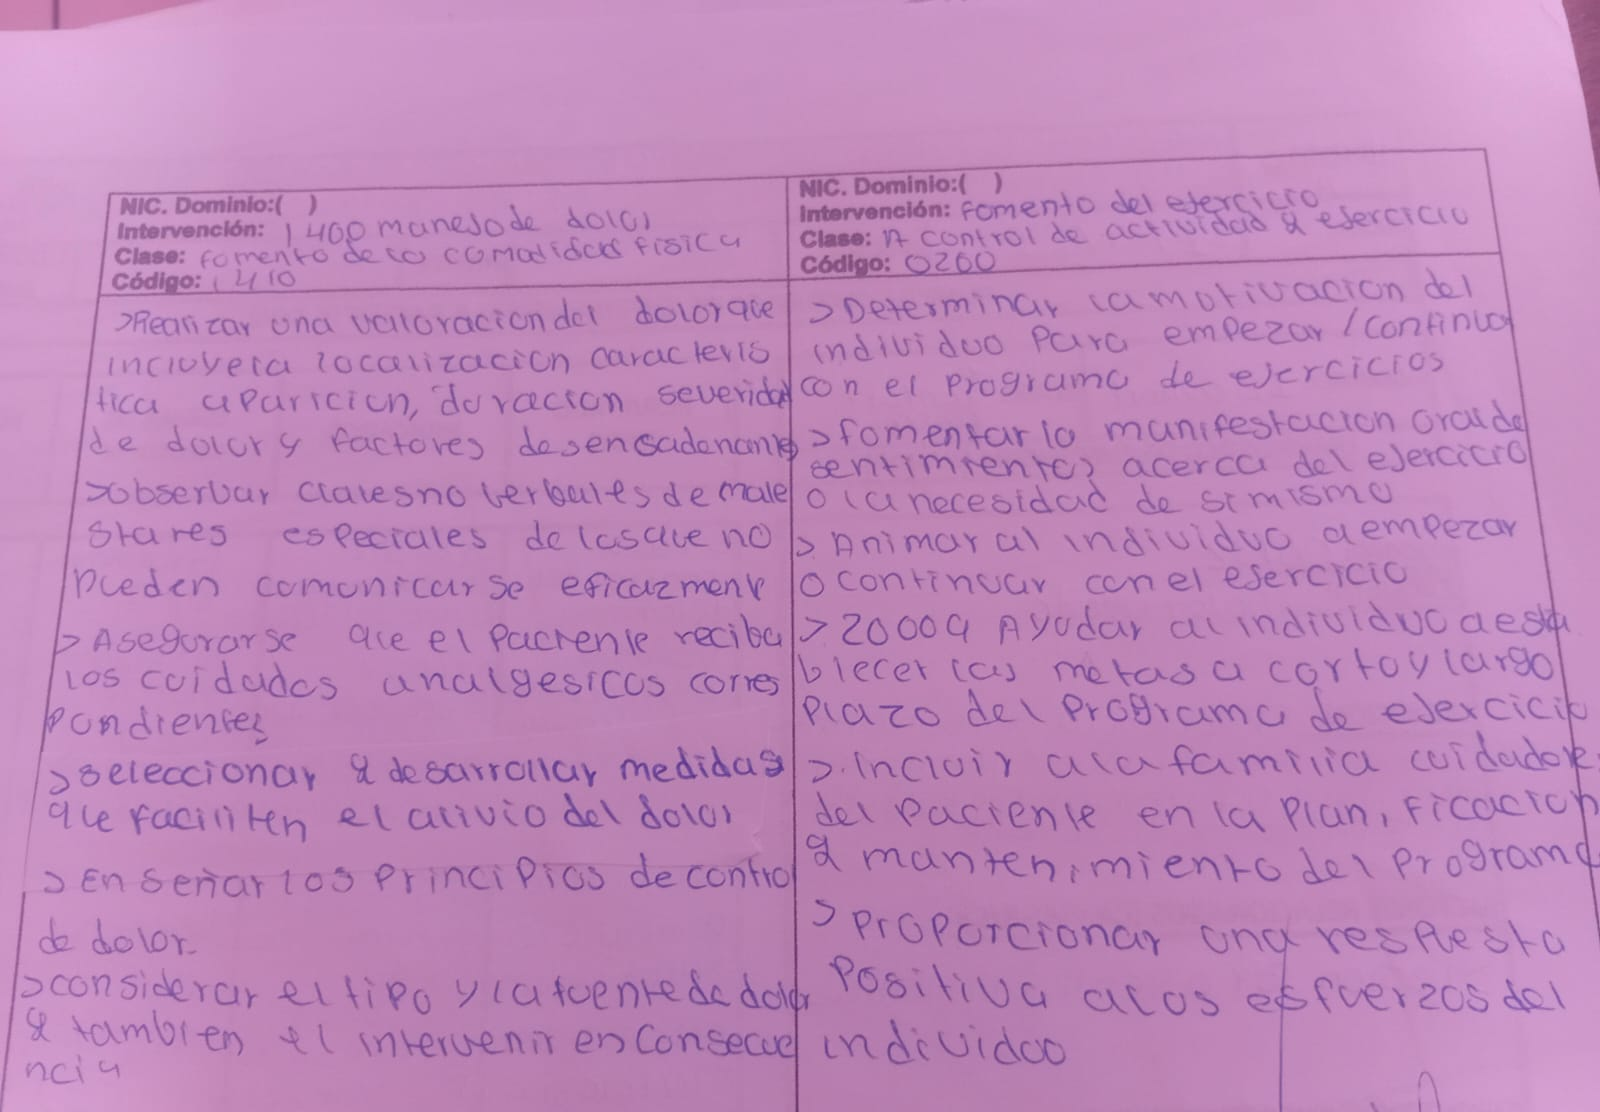 NIC. Dominio:( )
Intervención: 1400 manejo de dolor
Clase: fomento de la comodidad fisica
Código: 1410
>Realizar una valoracion del dolor que
incluyera localizacion caracteris
tica aparicion, duracion severidad
de dolor y factores desencadenantes
>observar claves no verbales de male
stares especiales de las que no
pueden comunicarse eficazmente
> Asegurarse que el paciente reciba
los cuidados analgesicos corres
pondientes
>seleccionar y desarrollar medidas
que faciliten el alivio del dolor
> Enseñar los principios de control
de dolor.
>considerar el tipo y la fuente de dolor
y tambien el intervenir en consecue
ncia
NIC. Dominio:( )
Intervención: fomento del ejercicio
Clase: A control de actividad y ejercicio
Código: 0200
>Determinar la motivacion del
individuo para empezar / continuar
con el programa de ejercicios
>fomentar la manifestacion oral de
sentimientos acerca del ejercicio
o la necesidad de si mismo
> Animar al individuo a empezar
o continuar con el ejercicio
> 200009 Ayudar al individuo a esta
blecer las metas a corto y largo
plazo del programa de ejercicio
>. incluir a la familia cuidadore
del paciente en la planificacion
y mantenimiento del programa
> proporcionar una respuesta
positiva a los esfuerzos del
individuo